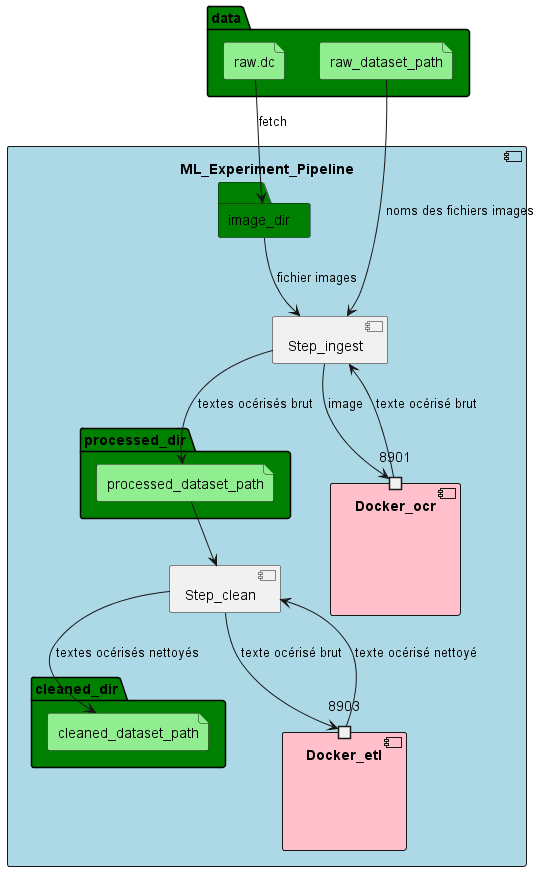 data
raw.dc
raw_dataset_path
fetch
ML_Experiment_Pipeline
image_dir
noms des fichiers images
fichier images
Step_ingest
textes océrisés brut
image
texte océrisé brut
processed_dir
8901
processed_dataset_path
Docker_ocr
Step_clean
textes océrisés nettoyés
texte océrisé brut
texte océrisé nettoyé
cleaned_dir
8903
cleaned_dataset_path
Docker_etl